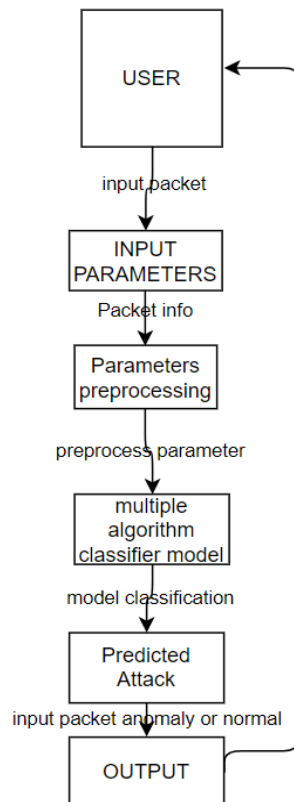 USER
input packet
INPUT
PARAMETERS
Packet info
Parameters
preprocessing
preprocess parameter
multiple
algorithm
classifier model
model classification
Predicted
Attack
input packet anomaly or normal
OUTPUT